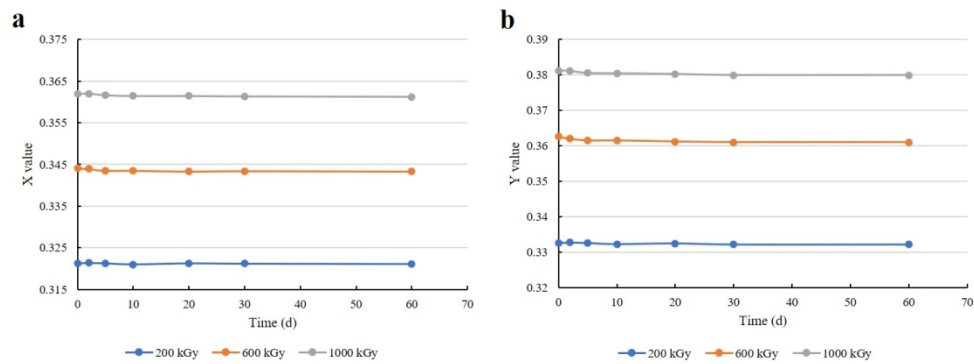 a
0.375
0.365
0.355
0.345
0.335
0.325
0.315
X value
0 10 20 30 40 50 60 70
Time (d)
200 kGy 600 kGy 1000 kGy
b
0.39
0.38
0.37
0.36
0.35
0.34
0.33
0.32
Y value
0 10 20 30 40 50 60 70
Time (d)
200 kGy 600 kGy 1000 kGy